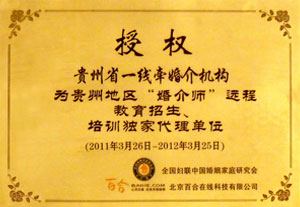 授权
贵州省一线牵婚介机构
为贵州地区“婚介师”远程
教育招生、
培训独家代理单位
(2011年3月26日-2012年3月25日)
全国妇联中国婚姻家庭研究会
百合 BAIHE.COM 北京百合在线科技有限公司